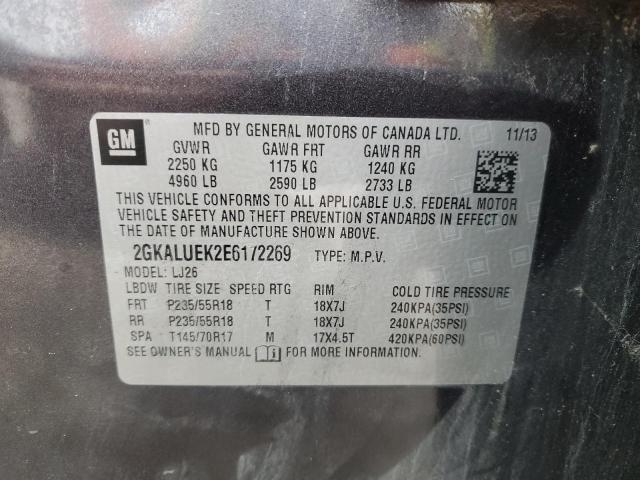 GM MFD BY GENERAL MOTORS OF CANADA LTD. 11/13
GVWR GAWR FRT GAWR RR
2250 KG 1175 KG 1240 KG
4960 LB 2590 LB 2733 LB
THIS VEHICLE CONFORMS TO ALL APPLICABLE U.S. FEDERAL MOTOR
VEHICLE SAFETY AND THEFT PREVENTION STANDARDS IN EFFECT ON
THE DATE OF MANUFACTURE SHOWN ABOVE.
2GKALUEK2E6172269 TYPE: M.P.V.
MODEL: LJ26
LBDW TIRE SIZE SPEED RTG RIM COLD TIRE PRESSURE
FRT P235/55R18 T 18X7J 240KPA(35PSI)
RR P235/55R18 T 18X7J 240KPA(35PSI)
SPA T145/70R17 M 17X4.5T 420KPA(60PSI)
SEE OWNER'S MANUAL FOR MORE INFORMATION.